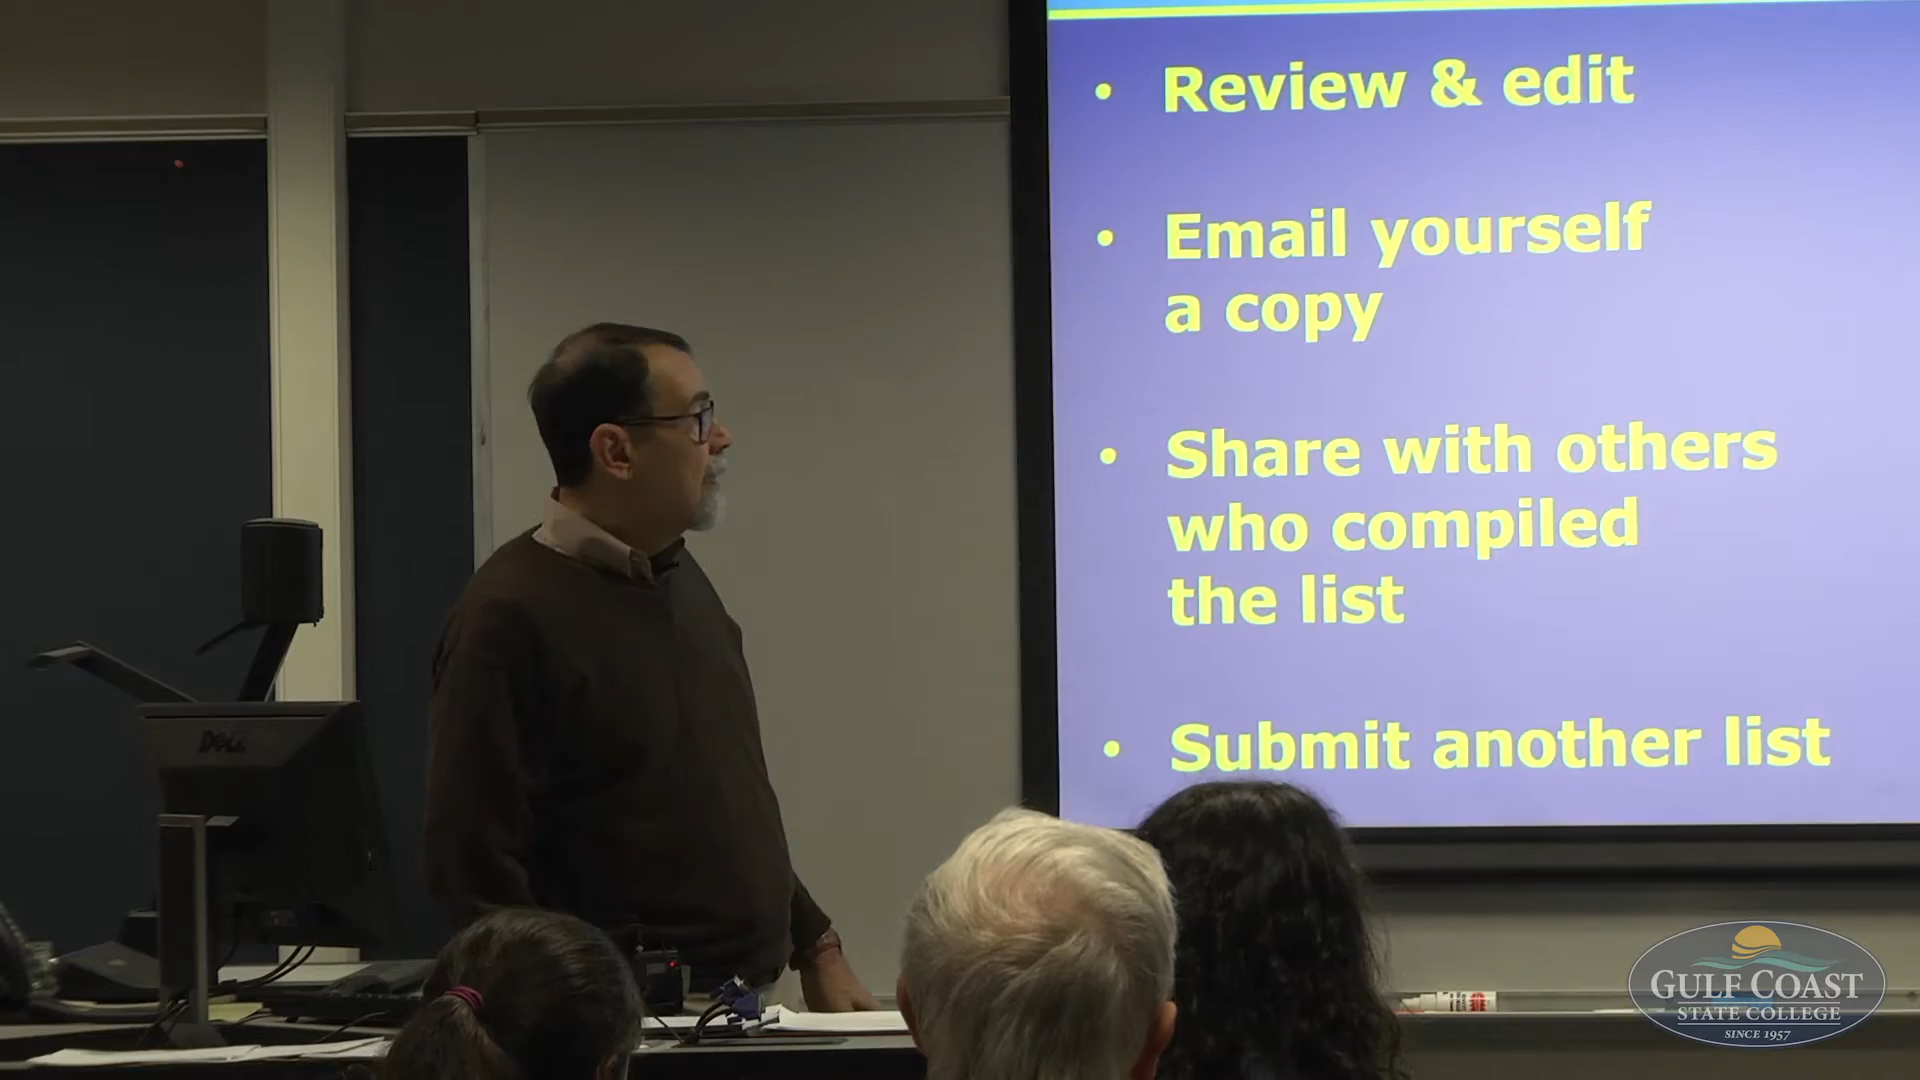 • Review & edit
• Email yourself
a copy
• Share with others
who compiled
the list
• Submit another list
DELL
GULF COAST
STATE COLLEGE
SINCE 1957